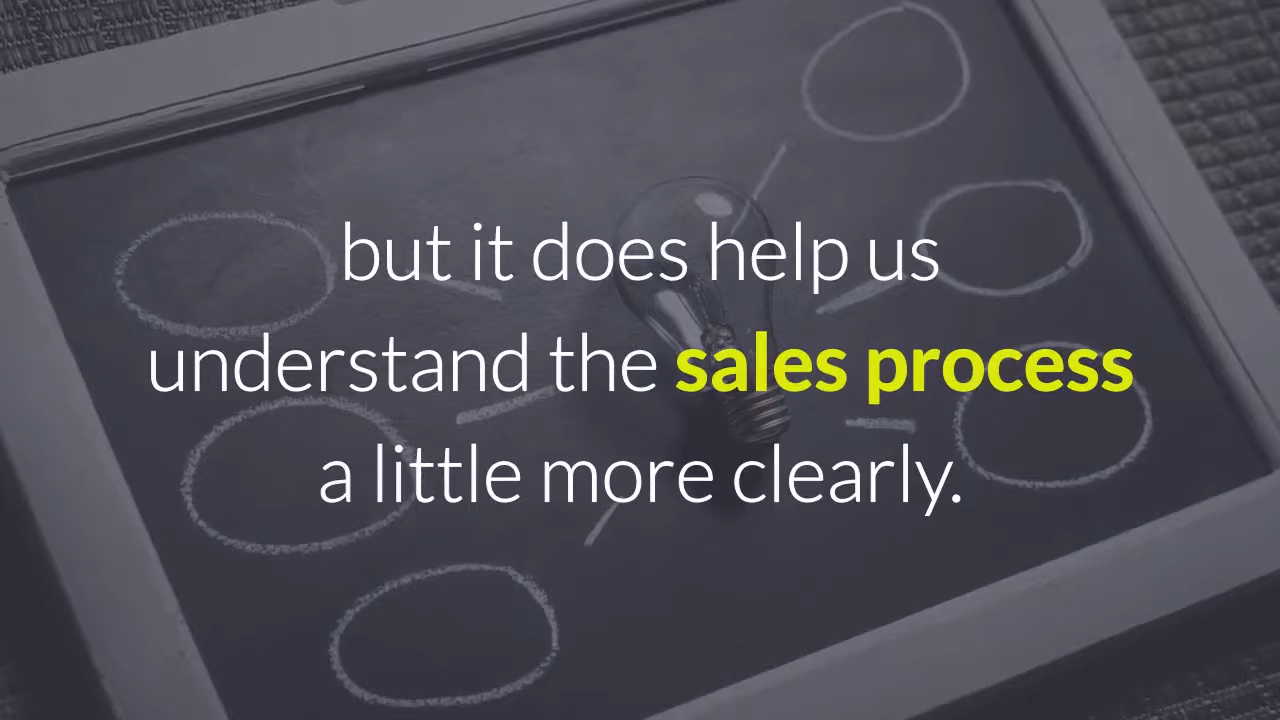 but it does help us
understand the sales process
a little more clearly.